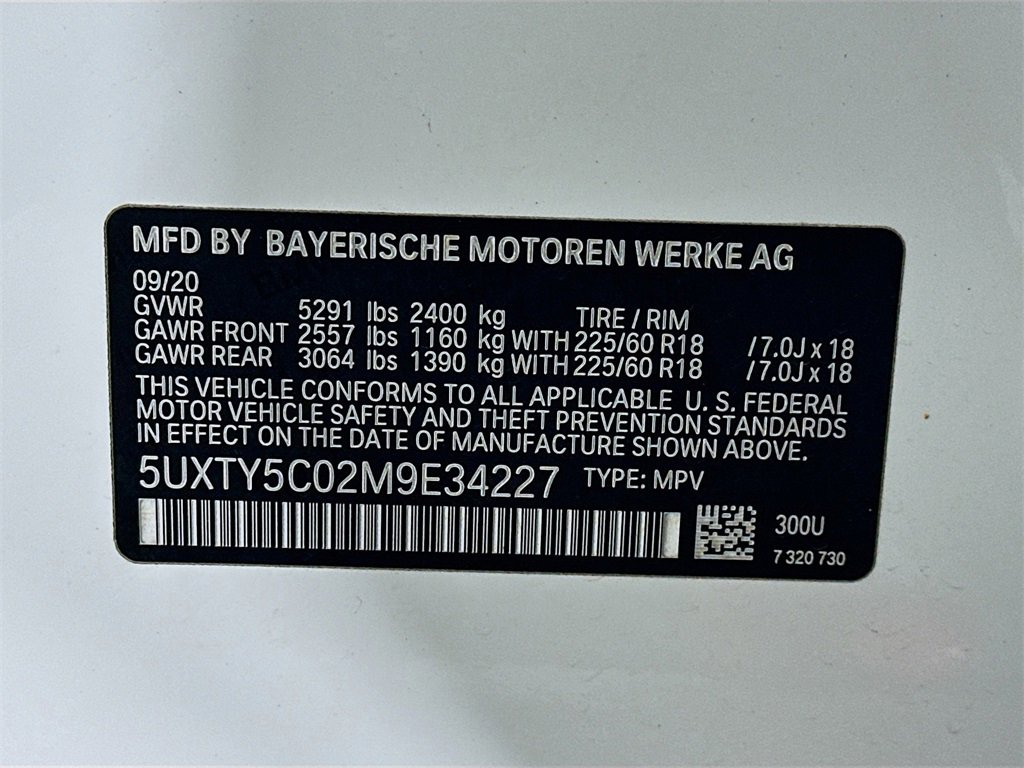 MFD BY BAYERISCHE MOTOREN WERKE AG
09/20
GVWR 5291 lbs 2400 kg TIRE / RIM
GAWR FRONT 2557 lbs 1160 kg WITH 225/60 R18 / 7.0J x 18
GAWR REAR 3064 lbs 1390 kg WITH 225/60 R18 / 7.0J x 18
THIS VEHICLE CONFORMS TO ALL APPLICABLE U. S. FEDERAL
MOTOR VEHICLE SAFETY AND THEFT PREVENTION STANDARDS
IN EFFECT ON THE DATE OF MANUFACTURE SHOWN ABOVE.
5UXTY5C02M9E34227 TYPE: MPV
300U
7 320 730